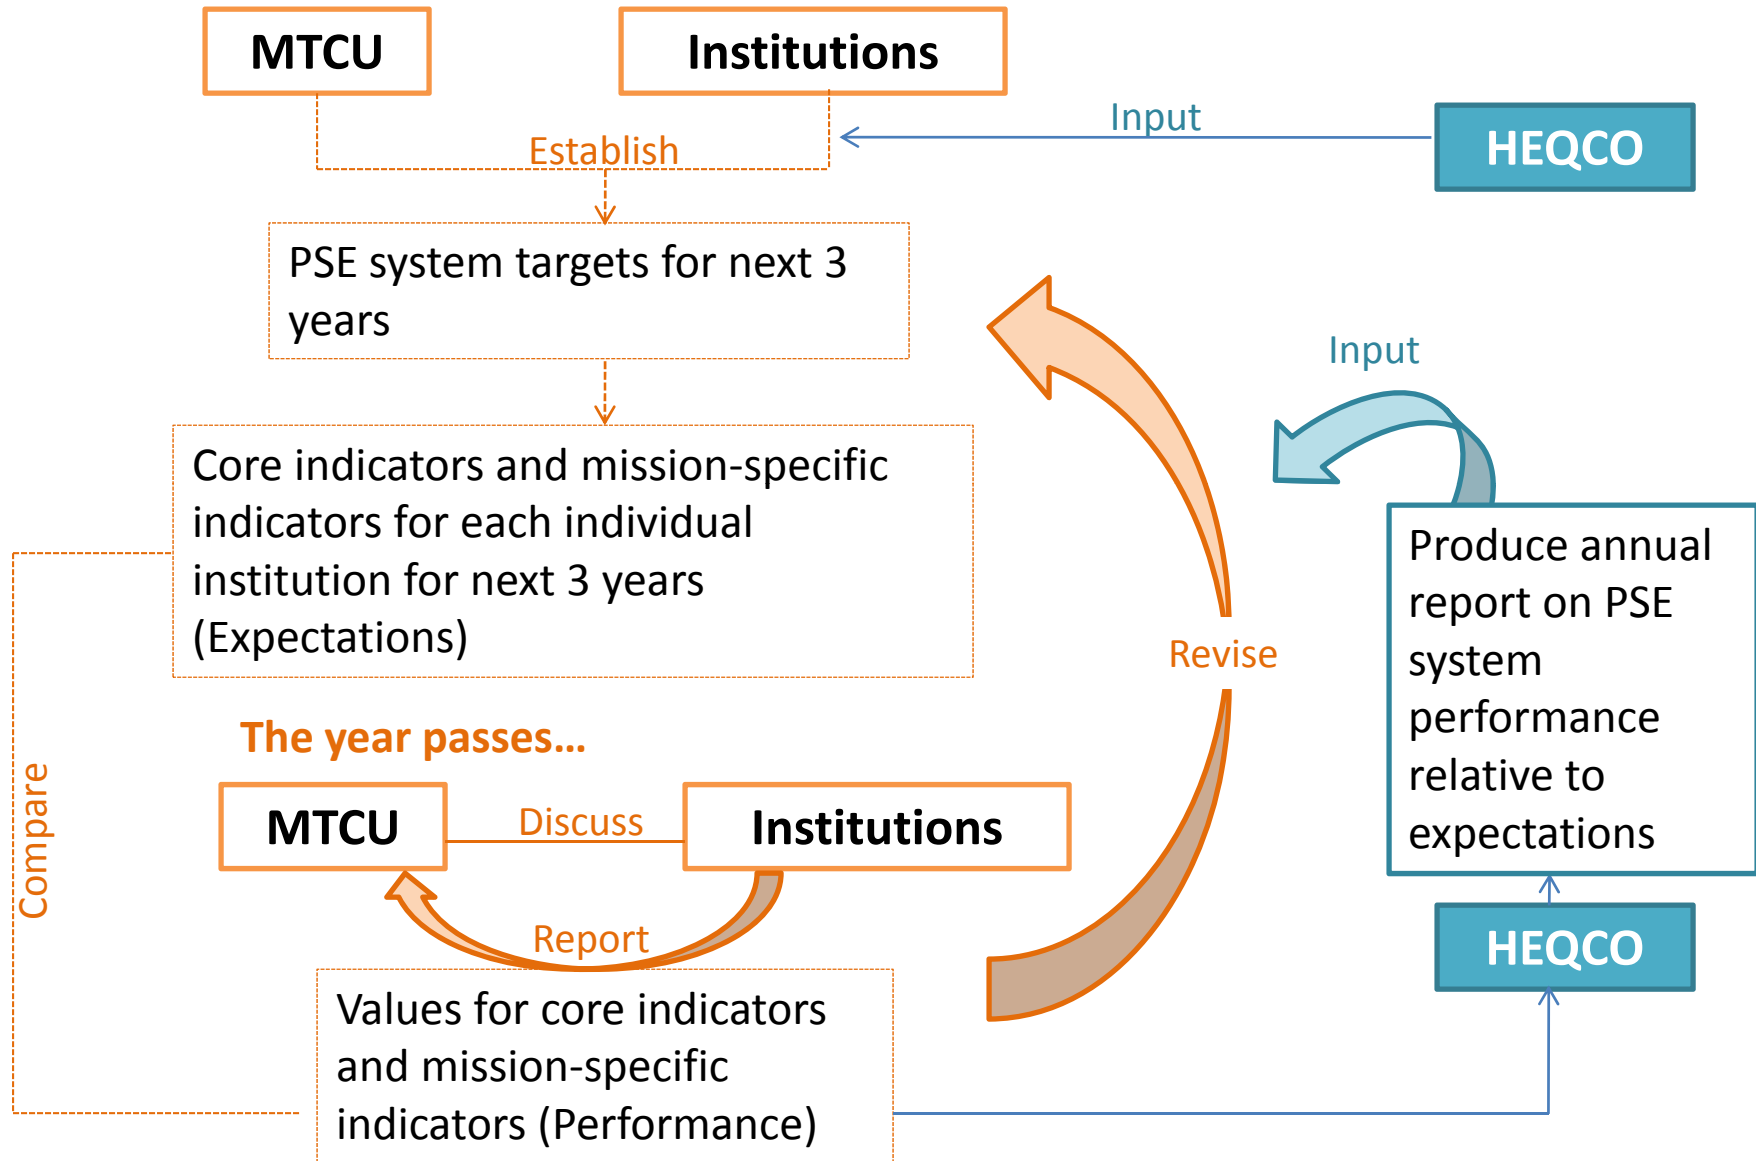 MTCU
Institutions
Input
HEQCO
Establish
PSE system targets for next 3
years
Input
Core indicators and mission-specific
indicators for each individual
institution for next 3 years
(Expectations)
Produce annual
report on PSE
system
performance
relative to
expectations
Revise
The year passes…
Compare
MTCU
Discuss
Institutions
Report
HEQCO
Values for core indicators
and mission-specific
indicators (Performance)